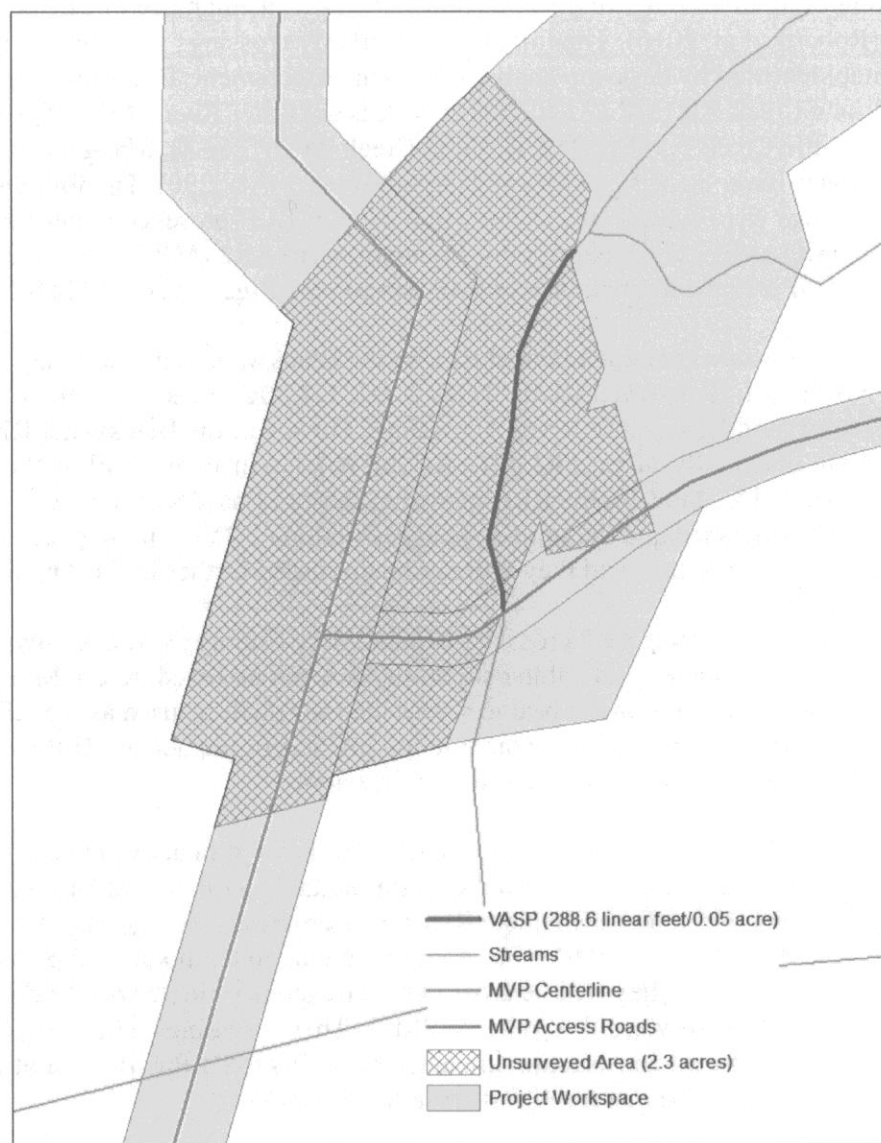 VASP (288.6 linear feet/0.05 acre)
Streams
MVP Centerline
MVP Access Roads
Unsurveyed Area (2.3 acres)
Project Workspace